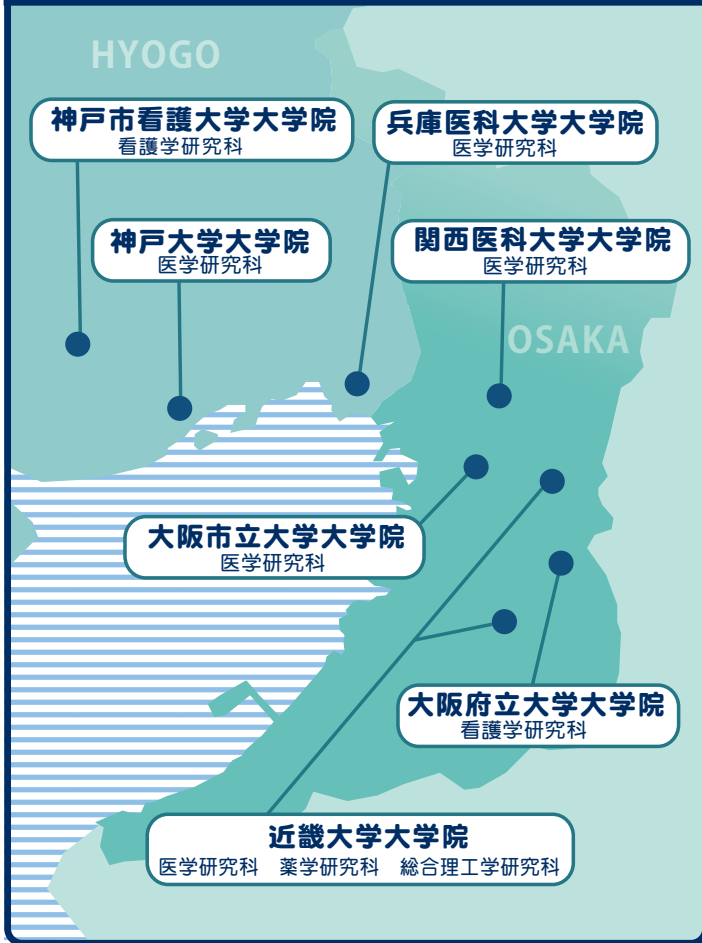 HYOGO
神戸市看護大学大学院
看護学研究科
兵庫医科大学大学院
医学研究科
神戸大学大学院
医学研究科
関西医科大学大学院
医学研究科
OSAKA
大阪市立大学大学院
医学研究科
大阪府立大学大学院
看護学研究科
近畿大学大学院
医学研究科 薬学研究科 総合理工学研究科